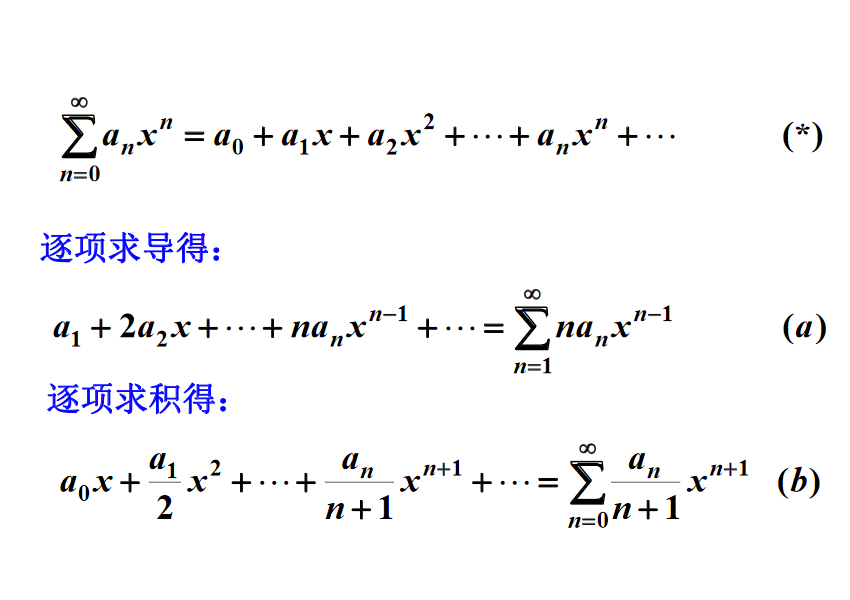 $\sum_{n=0}^{\infty} a_n x^n = a_0 + a_1 x + a_2 x^2 + \cdots + a_n x^n + \cdots$ (*)
逐项求导得：
$a_1 + 2a_2 x + \cdots + n a_n x^{n-1} + \cdots = \sum_{n=1}^{\infty} n a_n x^{n-1}$ (a)
逐项求积得：
$a_0 x + \frac{a_1}{2} x^2 + \cdots + \frac{a_n}{n+1} x^{n+1} + \cdots = \sum_{n=0}^{\infty} \frac{a_n}{n+1} x^{n+1}$ (b)